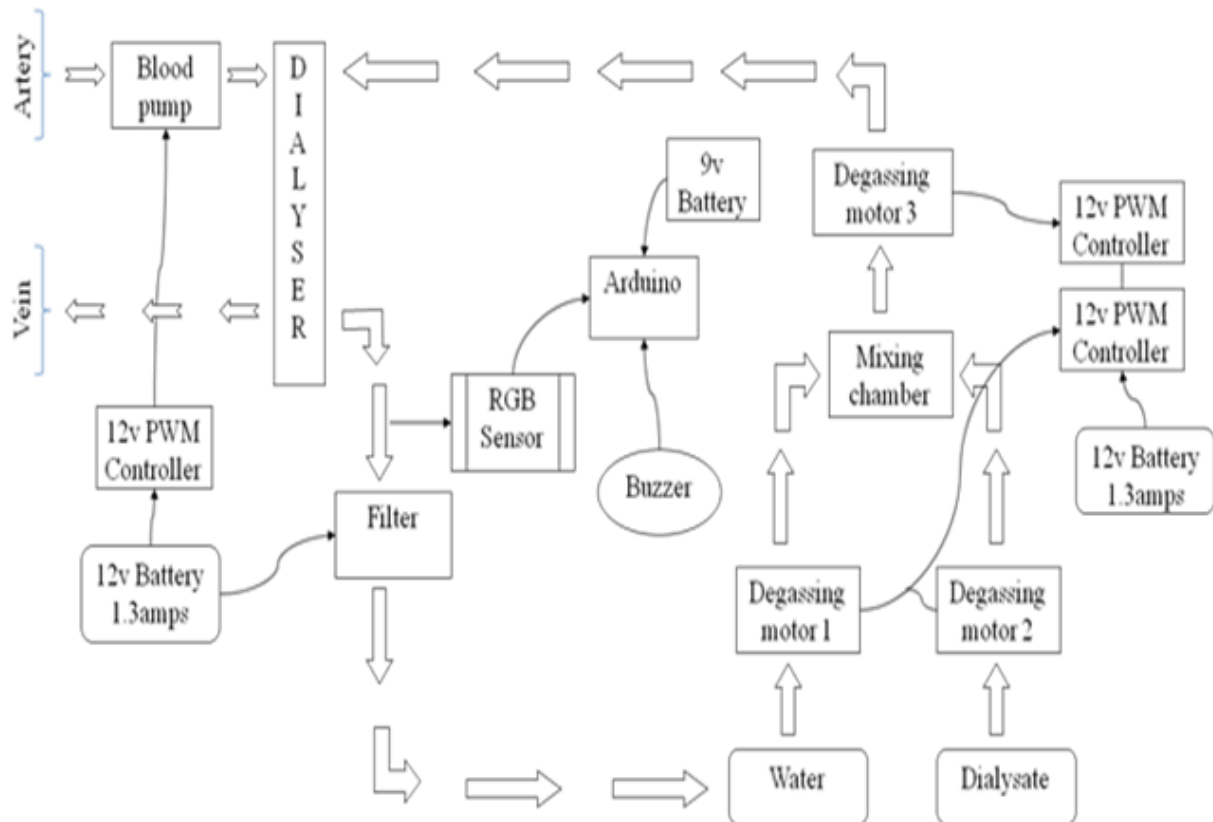 Artery
Blood
pump
D
I
A
L
Y
S
E
R
9v
Battery
Degassing
motor 3
12v PWM
Controller
Vein
Arduino
12v PWM
Controller
Mixing
chamber
RGB
Sensor
12v PWM
Controller
12v Battery
1.3amps
Buzzer
Filter
12v Battery
1.3amps
Degassing
motor 1
Degassing
motor 2
Water
Dialysate